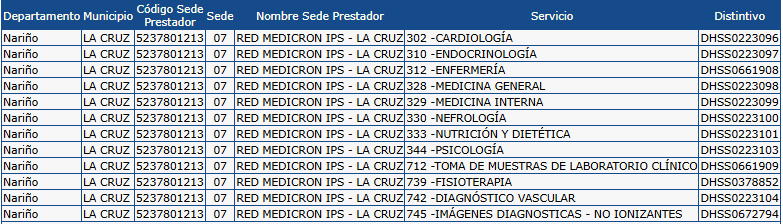 Departamento Municipio Código Sede Prestador Sede Nombre Sede Prestador Servicio Distintivo
Nariño LA CRUZ 5237801213 07 RED MEDICRON IPS - LA CRUZ 302 -CARDIOLOGÍA DHSS0223096
Nariño LA CRUZ 5237801213 07 RED MEDICRON IPS - LA CRUZ 310 -ENDOCRINOLOGÍA DHSS0223097
Nariño LA CRUZ 5237801213 07 RED MEDICRON IPS - LA CRUZ 312 -ENFERMERÍA DHSS0661908
Nariño LA CRUZ 5237801213 07 RED MEDICRON IPS - LA CRUZ 328 -MEDICINA GENERAL DHSS0223098
Nariño LA CRUZ 5237801213 07 RED MEDICRON IPS - LA CRUZ 329 -MEDICINA INTERNA DHSS0223099
Nariño LA CRUZ 5237801213 07 RED MEDICRON IPS - LA CRUZ 330 -NEFROLOGÍA DHSS0223100
Nariño LA CRUZ 5237801213 07 RED MEDICRON IPS - LA CRUZ 333 -NUTRICIÓN Y DIETÉTICA DHSS0223101
Nariño LA CRUZ 5237801213 07 RED MEDICRON IPS - LA CRUZ 344 -PSICOLOGÍA DHSS0223103
Nariño LA CRUZ 5237801213 07 RED MEDICRON IPS - LA CRUZ 712 -TOMA DE MUESTRAS DE LABORATORIO CLÍNICO DHSS0661909
Nariño LA CRUZ 5237801213 07 RED MEDICRON IPS - LA CRUZ 739 -FISIOTERAPIA DHSS0378852
Nariño LA CRUZ 5237801213 07 RED MEDICRON IPS - LA CRUZ 742 -DIAGNÓSTICO VASCULAR DHSS0223104
Nariño LA CRUZ 5237801213 07 RED MEDICRON IPS - LA CRUZ 745 -IMÁGENES DIAGNOSTICAS - NO IONIZANTES DHSS0672794